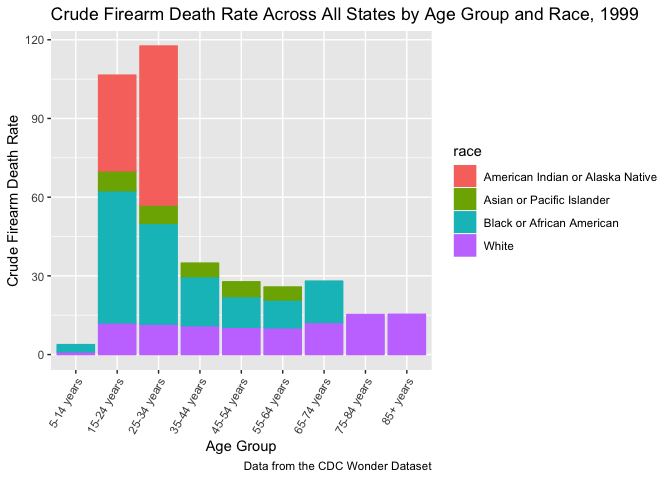 Crude Firearm Death Rate Across All States by Age Group and Race, 1999
120
90
60
30
0
Crude Firearm Death Rate
5-14 years
15-24 years
25-34 years
35-44 years
45-54 years
55-64 years
65-74 years
75-84 years
85+ years
Age Group
race
American Indian or Alaska Native
Asian or Pacific Islander
Black or African American
White
Data from the CDC Wonder Dataset